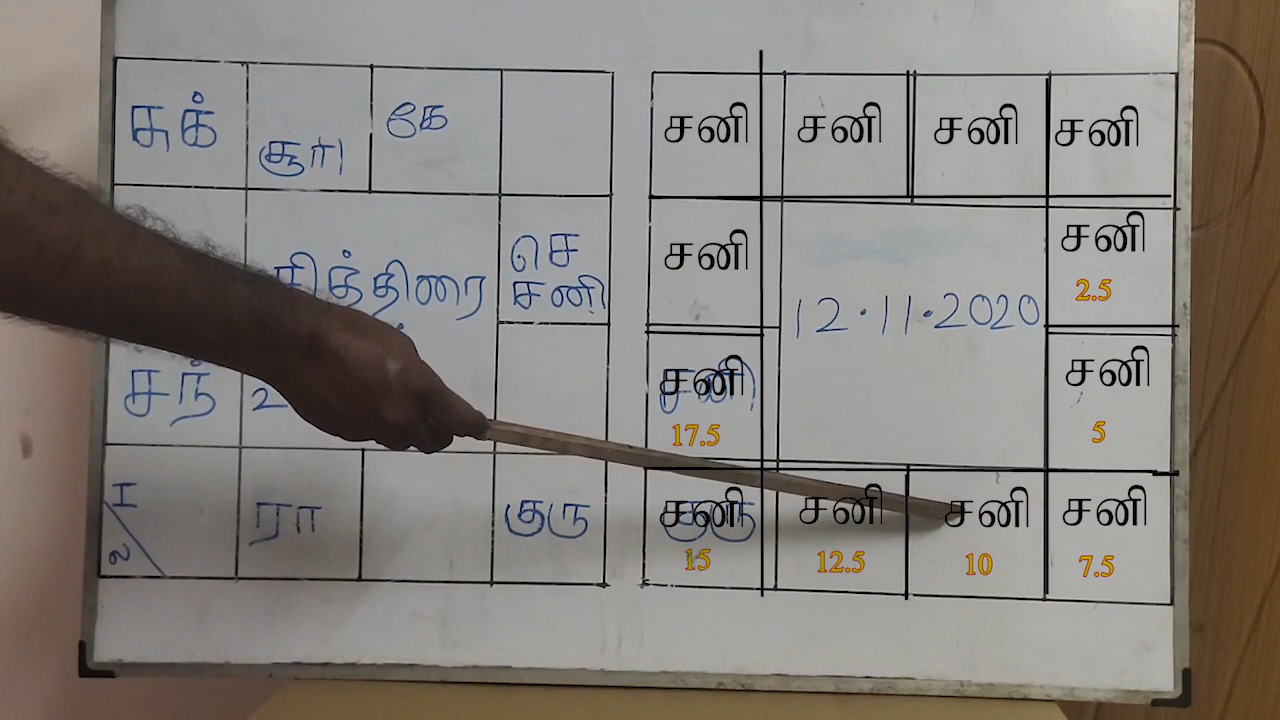 சுக்
சூரி
கே
செ
சனி
சித்திரை
சந்
2
ல
ரா
குரு
சனி
சனி
சனி
சனி
சனி
சனி
2.5
12.11.2020
சனி
17.5
சனி
5
சனி
15
சனி
12.5
சனி
10
சனி
7.5